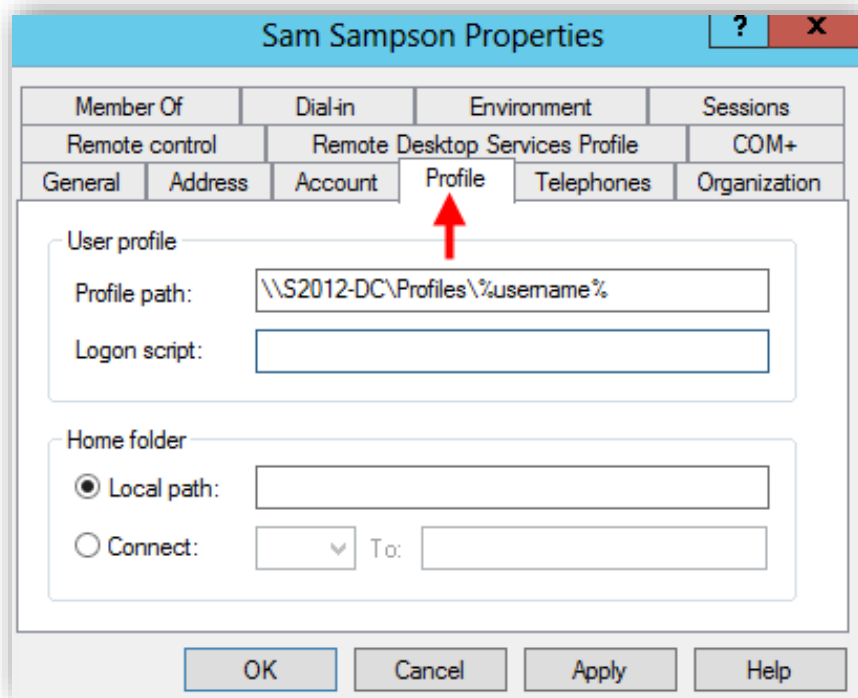 Sam Sampson Properties
? x
Member Of Dial-in Environment Sessions
Remote control Remote Desktop Services Profile COM+
General Address Account Profile Telephones Organization
User profile
Profile path: \\S2012-DC\Profiles\%username%
Logon script:
Home folder
Local path:
Connect: To:
OK Cancel Apply Help